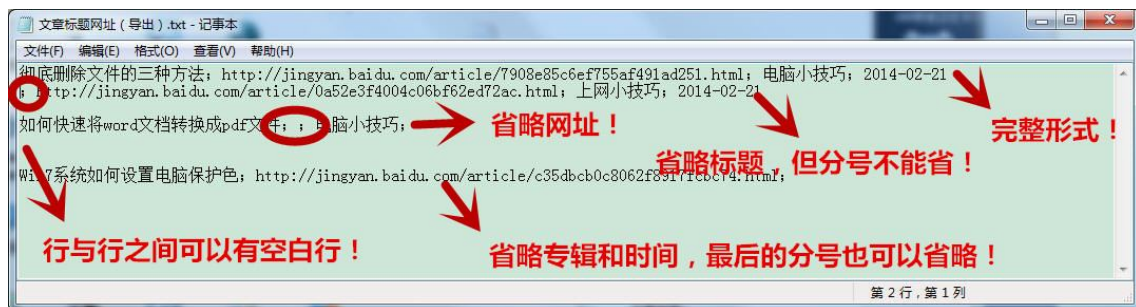 文章标题网址(导出).txt - 记事本
文件(F) 编辑(E) 格式(O) 查看(V) 帮助(H)
彻底删除文件的三种方法；http://jingyan.baidu.com/article/7908e85c6ef755af491ad251.html；电脑小技巧；2014-02-21
；http://jingyan.baidu.com/article/0a52e3f4004c06bf62ed72ac.html；上网小技巧；2014-02-21
如何快速将word文档转换成pdf文件；；电脑小技巧；
省略网址！
完整形式！
省略标题，但分号不能省！
Win7系统如何设置电脑保护色；http://jingyan.baidu.com/article/c35dbcb0c8062f89f7fcbc74.html；
行与行之间可以有空白行！
省略专辑和时间，最后的分号也可以省略！
第 2 行，第 1 列